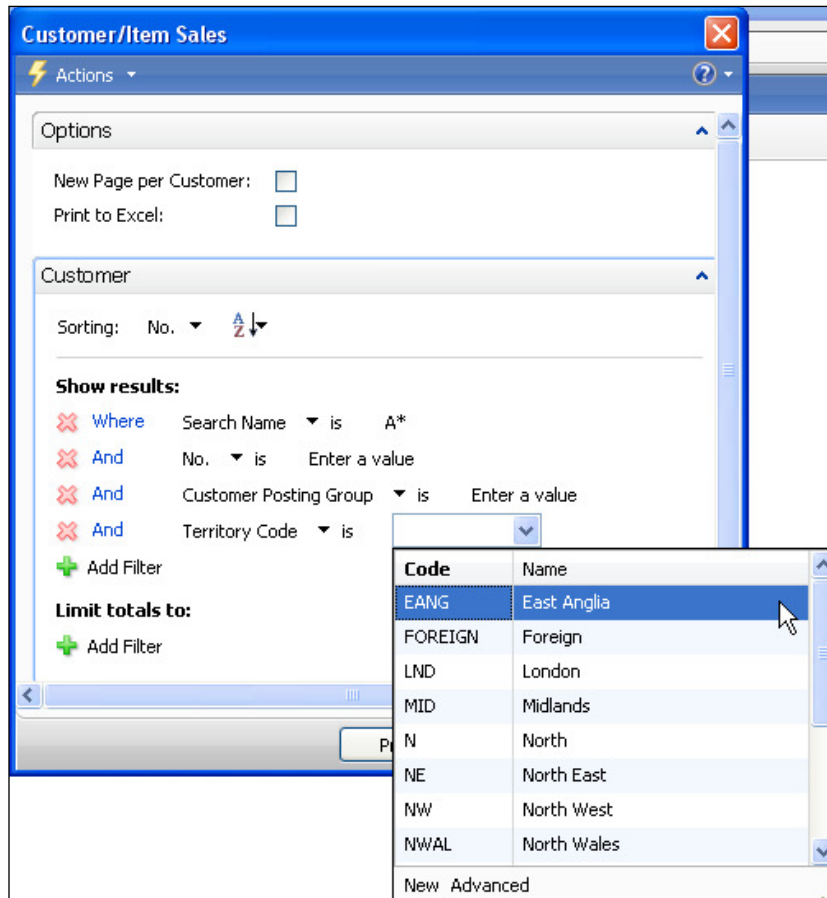 Customer/Item Sales
Actions
Options
New Page per Customer:
Print to Excel:
Customer
Sorting: No. A Z
Show results:
Where Search Name is A*
And No. is Enter a value
And Customer Posting Group is Enter a value
And Territory Code is
Add Filter
Limit totals to:
Add Filter
Code Name
EANG East Anglia
FOREIGN Foreign
LND London
MID Midlands
N North
NE North East
NW North West
NWAL North Wales
New Advanced